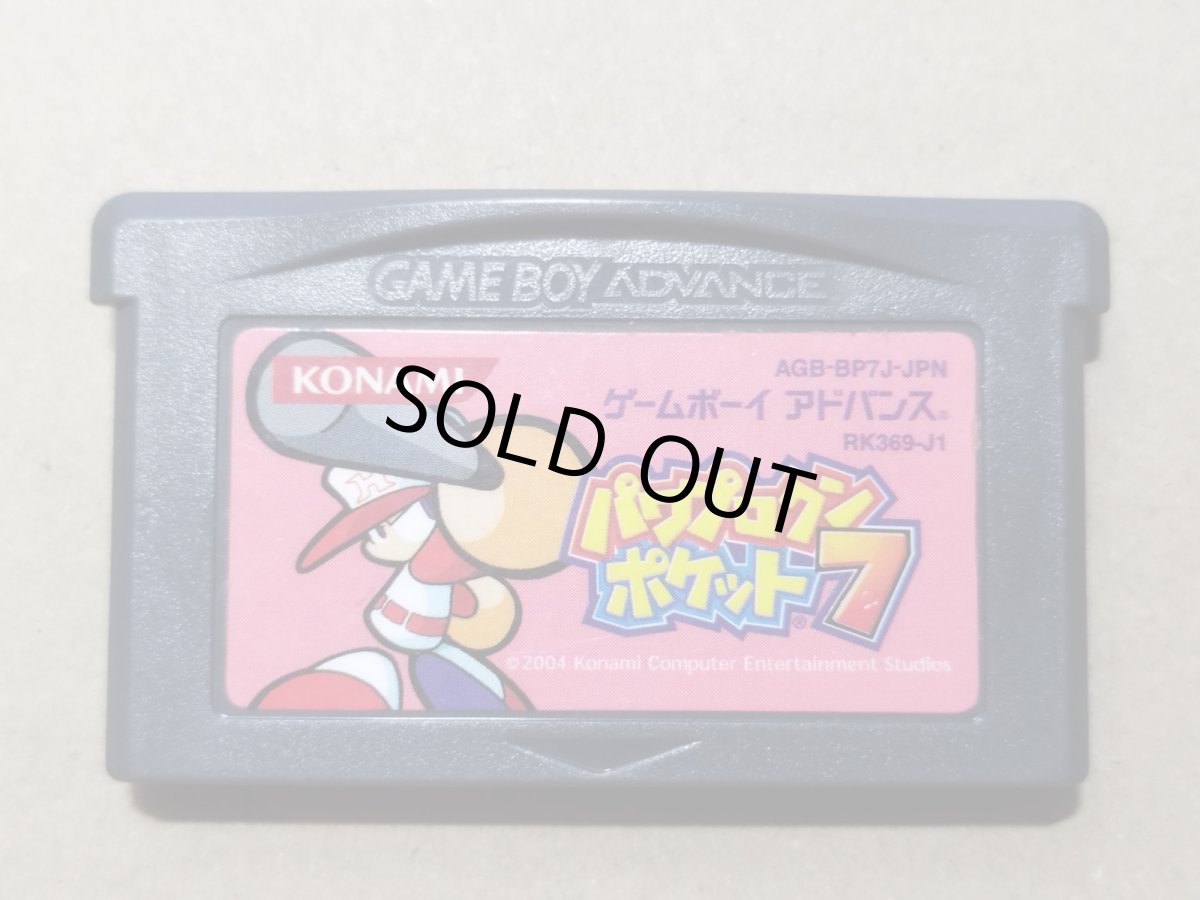 GAME BOY ADVANCE
KONAMI
AGB-BP7J-JPN
ゲームボーイ アドバンス®
RK369-J1
SOLD OUT
パワプロクン
ポケット7®
H
© 2004 Konami Computer Entertainment Studios